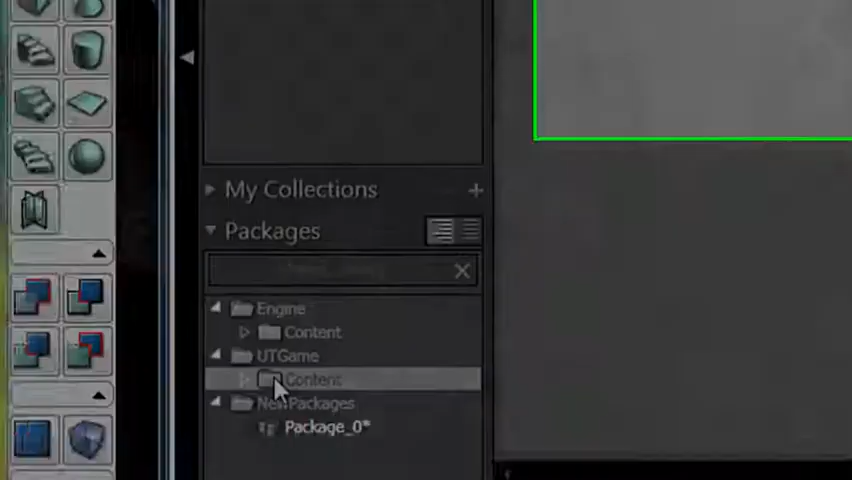 My Collections
Packages
Engine
Content
UTGame
Content
NewPackages
Package_0*